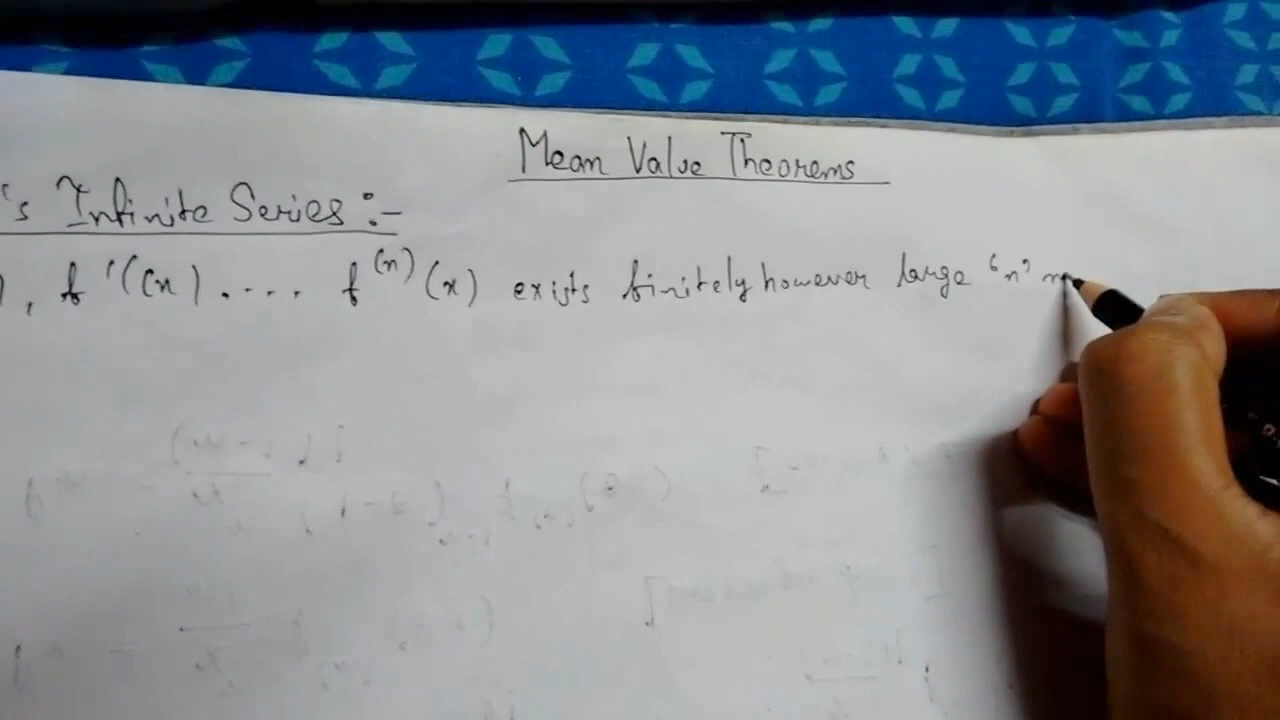 Mean Value Theorems
's Infinite Series :-
), f''(x) .... f^(n)(x) exists finitely however large 'n' m